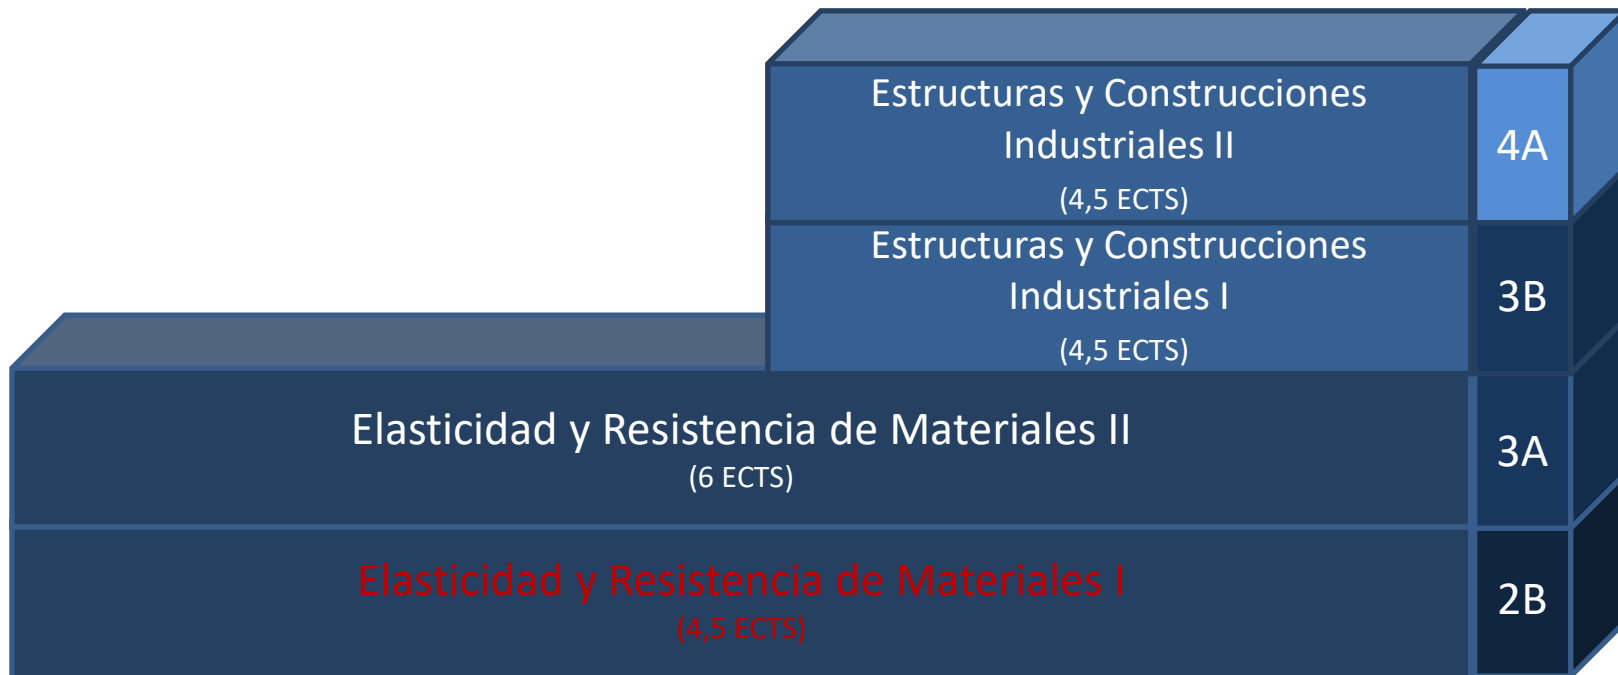 Estructuras y Construcciones
Industriales II
(4,5 ECTS)
4A
Estructuras y Construcciones
Industriales I
(4,5 ECTS)
3B
Elasticidad y Resistencia de Materiales II
(6 ECTS)
3A
Elasticidad y Resistencia de Materiales I
(4,5 ECTS)
2B